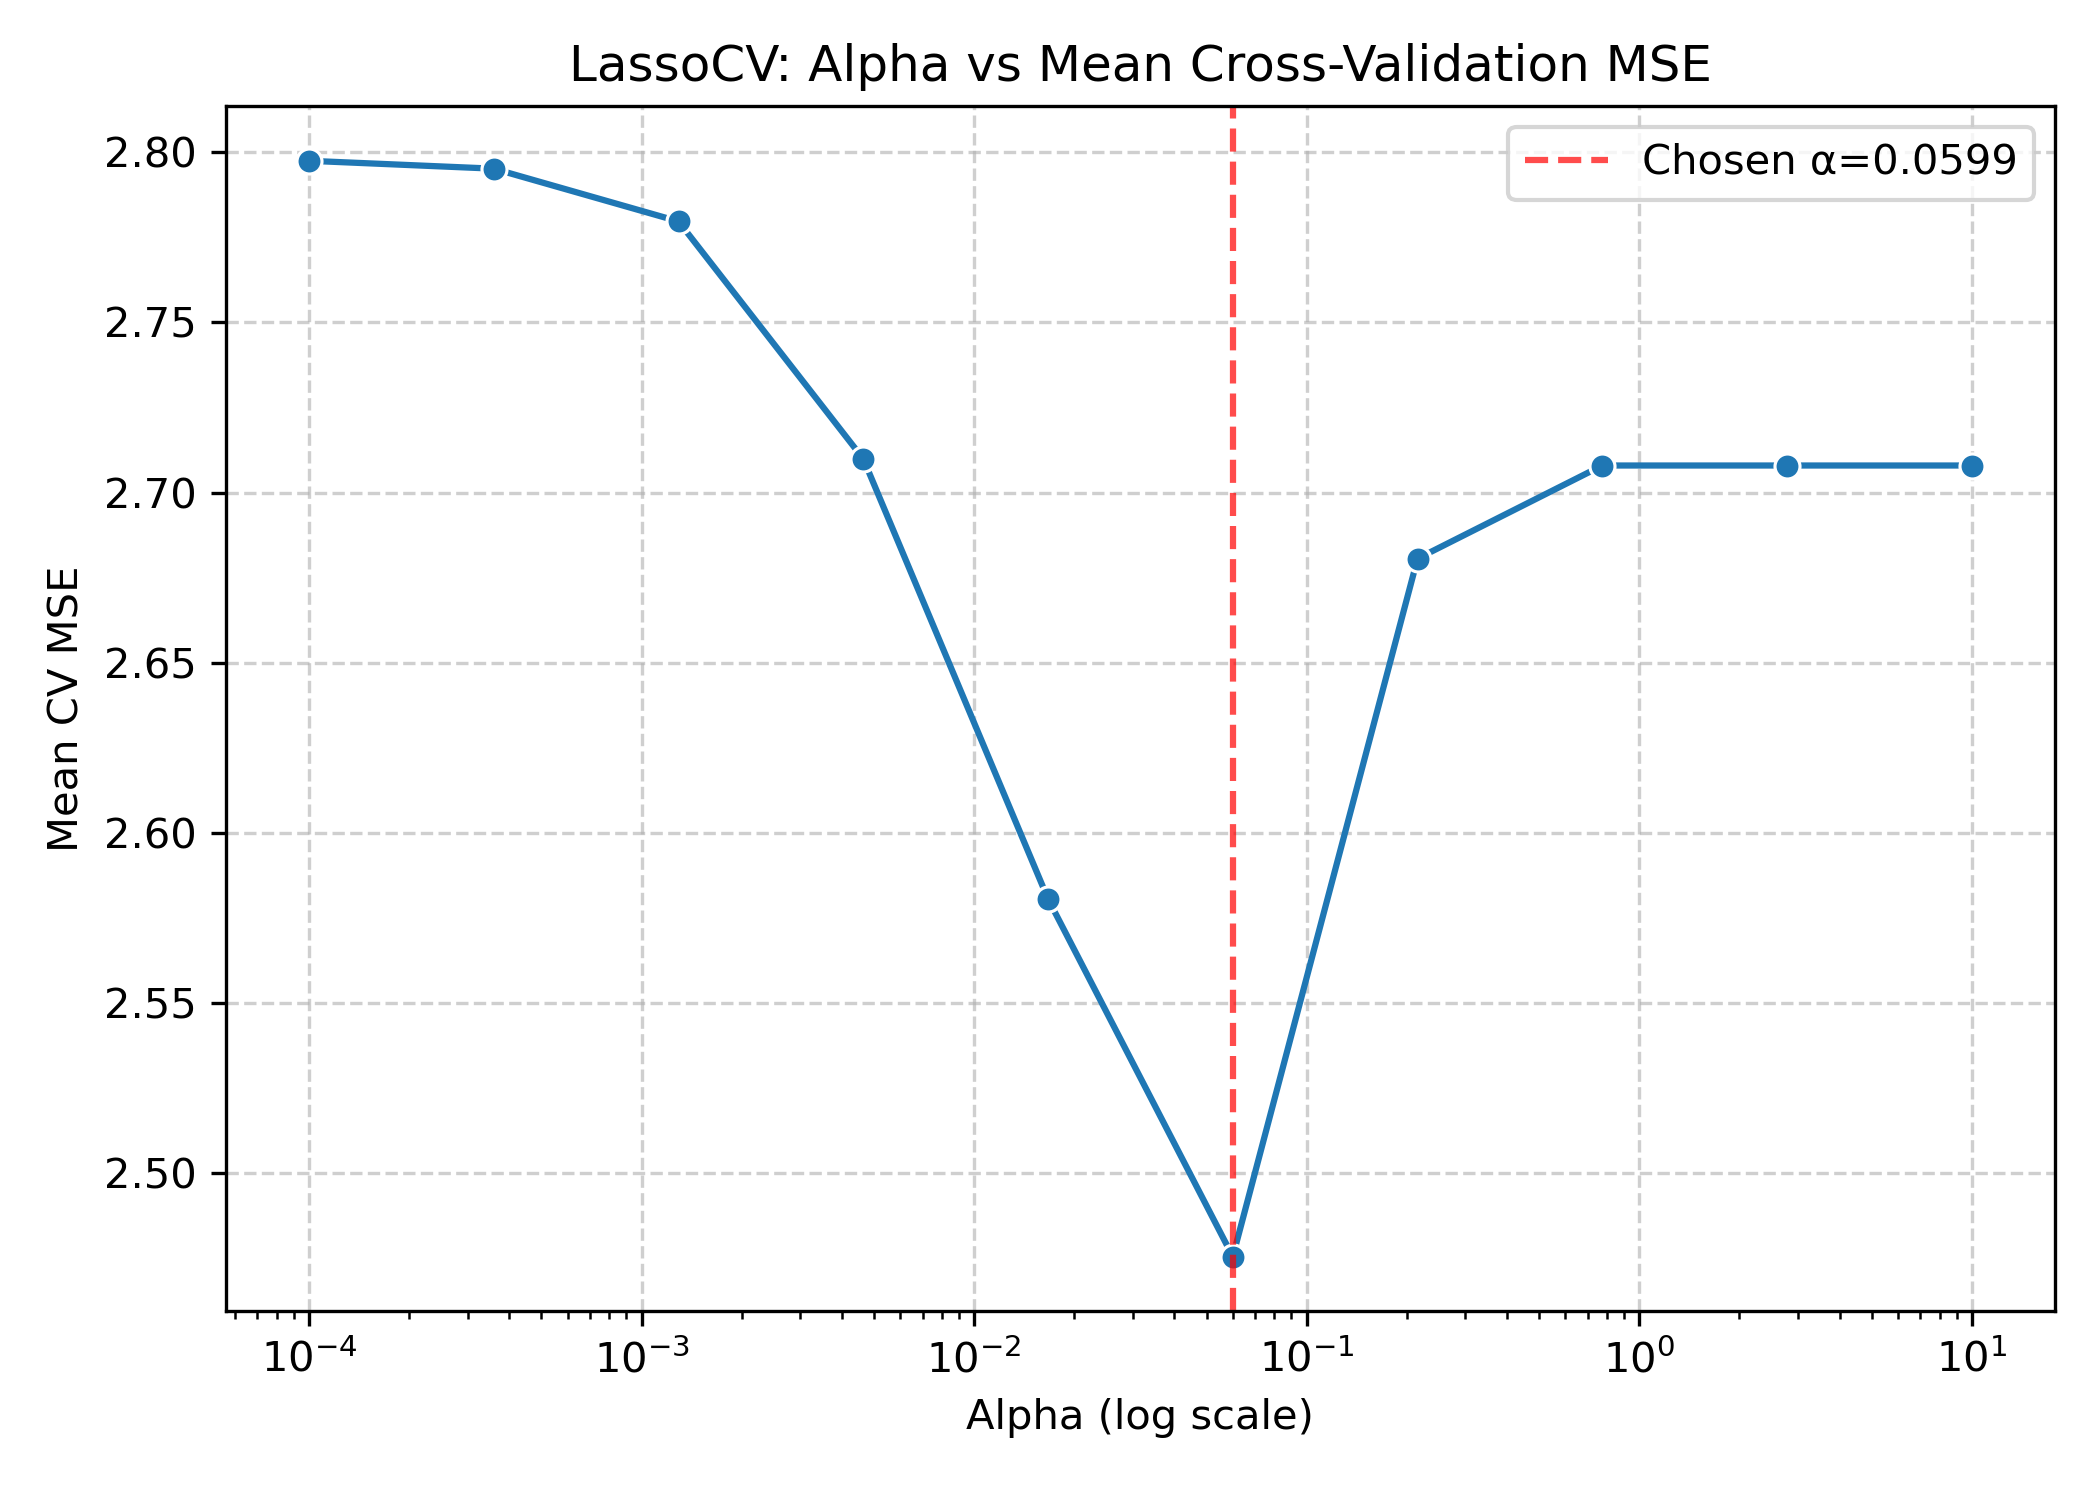 LassoCV: Alpha vs Mean Cross-Validation MSE
Chosen α=0.0599
Mean CV MSE
2.80
2.75
2.70
2.65
2.60
2.55
2.50
10⁻⁴ 10⁻³ 10⁻² 10⁻¹ 10⁰ 10¹
Alpha (log scale)